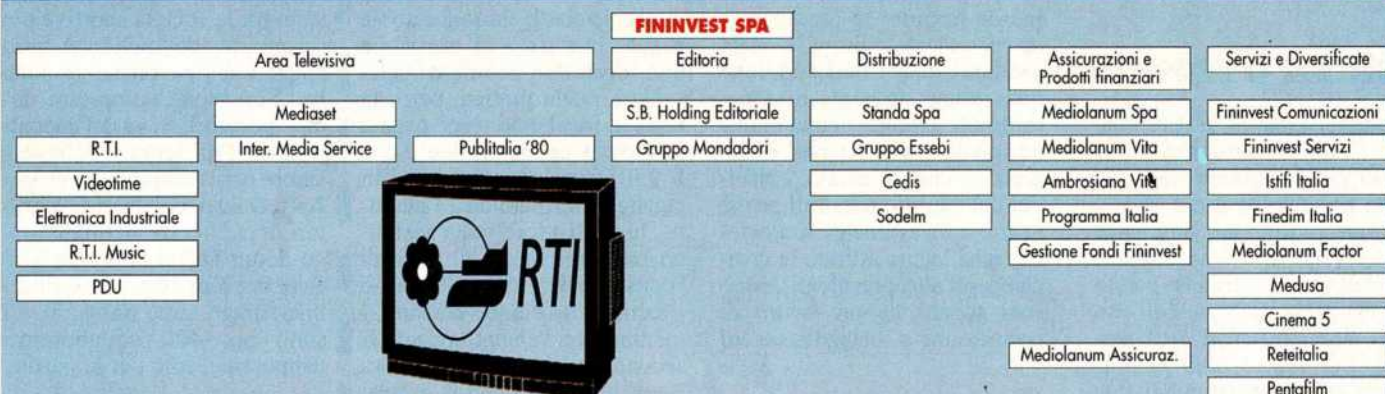 FININVEST SPA
Area Televisiva
Editoria
Distribuzione
Assicurazioni e
Prodotti finanziari
Servizi e Diversificate
Mediaset
S.B. Holding Editoriale
Standa Spa
Mediolanum Spa
Fininvest Comunicazioni
R.T.I.
Inter. Media Service
Publitalia '80
Gruppo Mondadori
Gruppo Essebi
Mediolanum Vita
Fininvest Servizi
Videotime
Cedis
Ambrosiana Vita
Istifi Italia
Elettronica Industriale
Sodelm
Programma Italia
Finedim Italia
R.T.I. Music
Gestione Fondi Fininvest
Mediolanum Factor
PDU
Medusa
RTI
Cinema 5
Mediolanum Assicuraz.
Reteitalia
Pentafilm